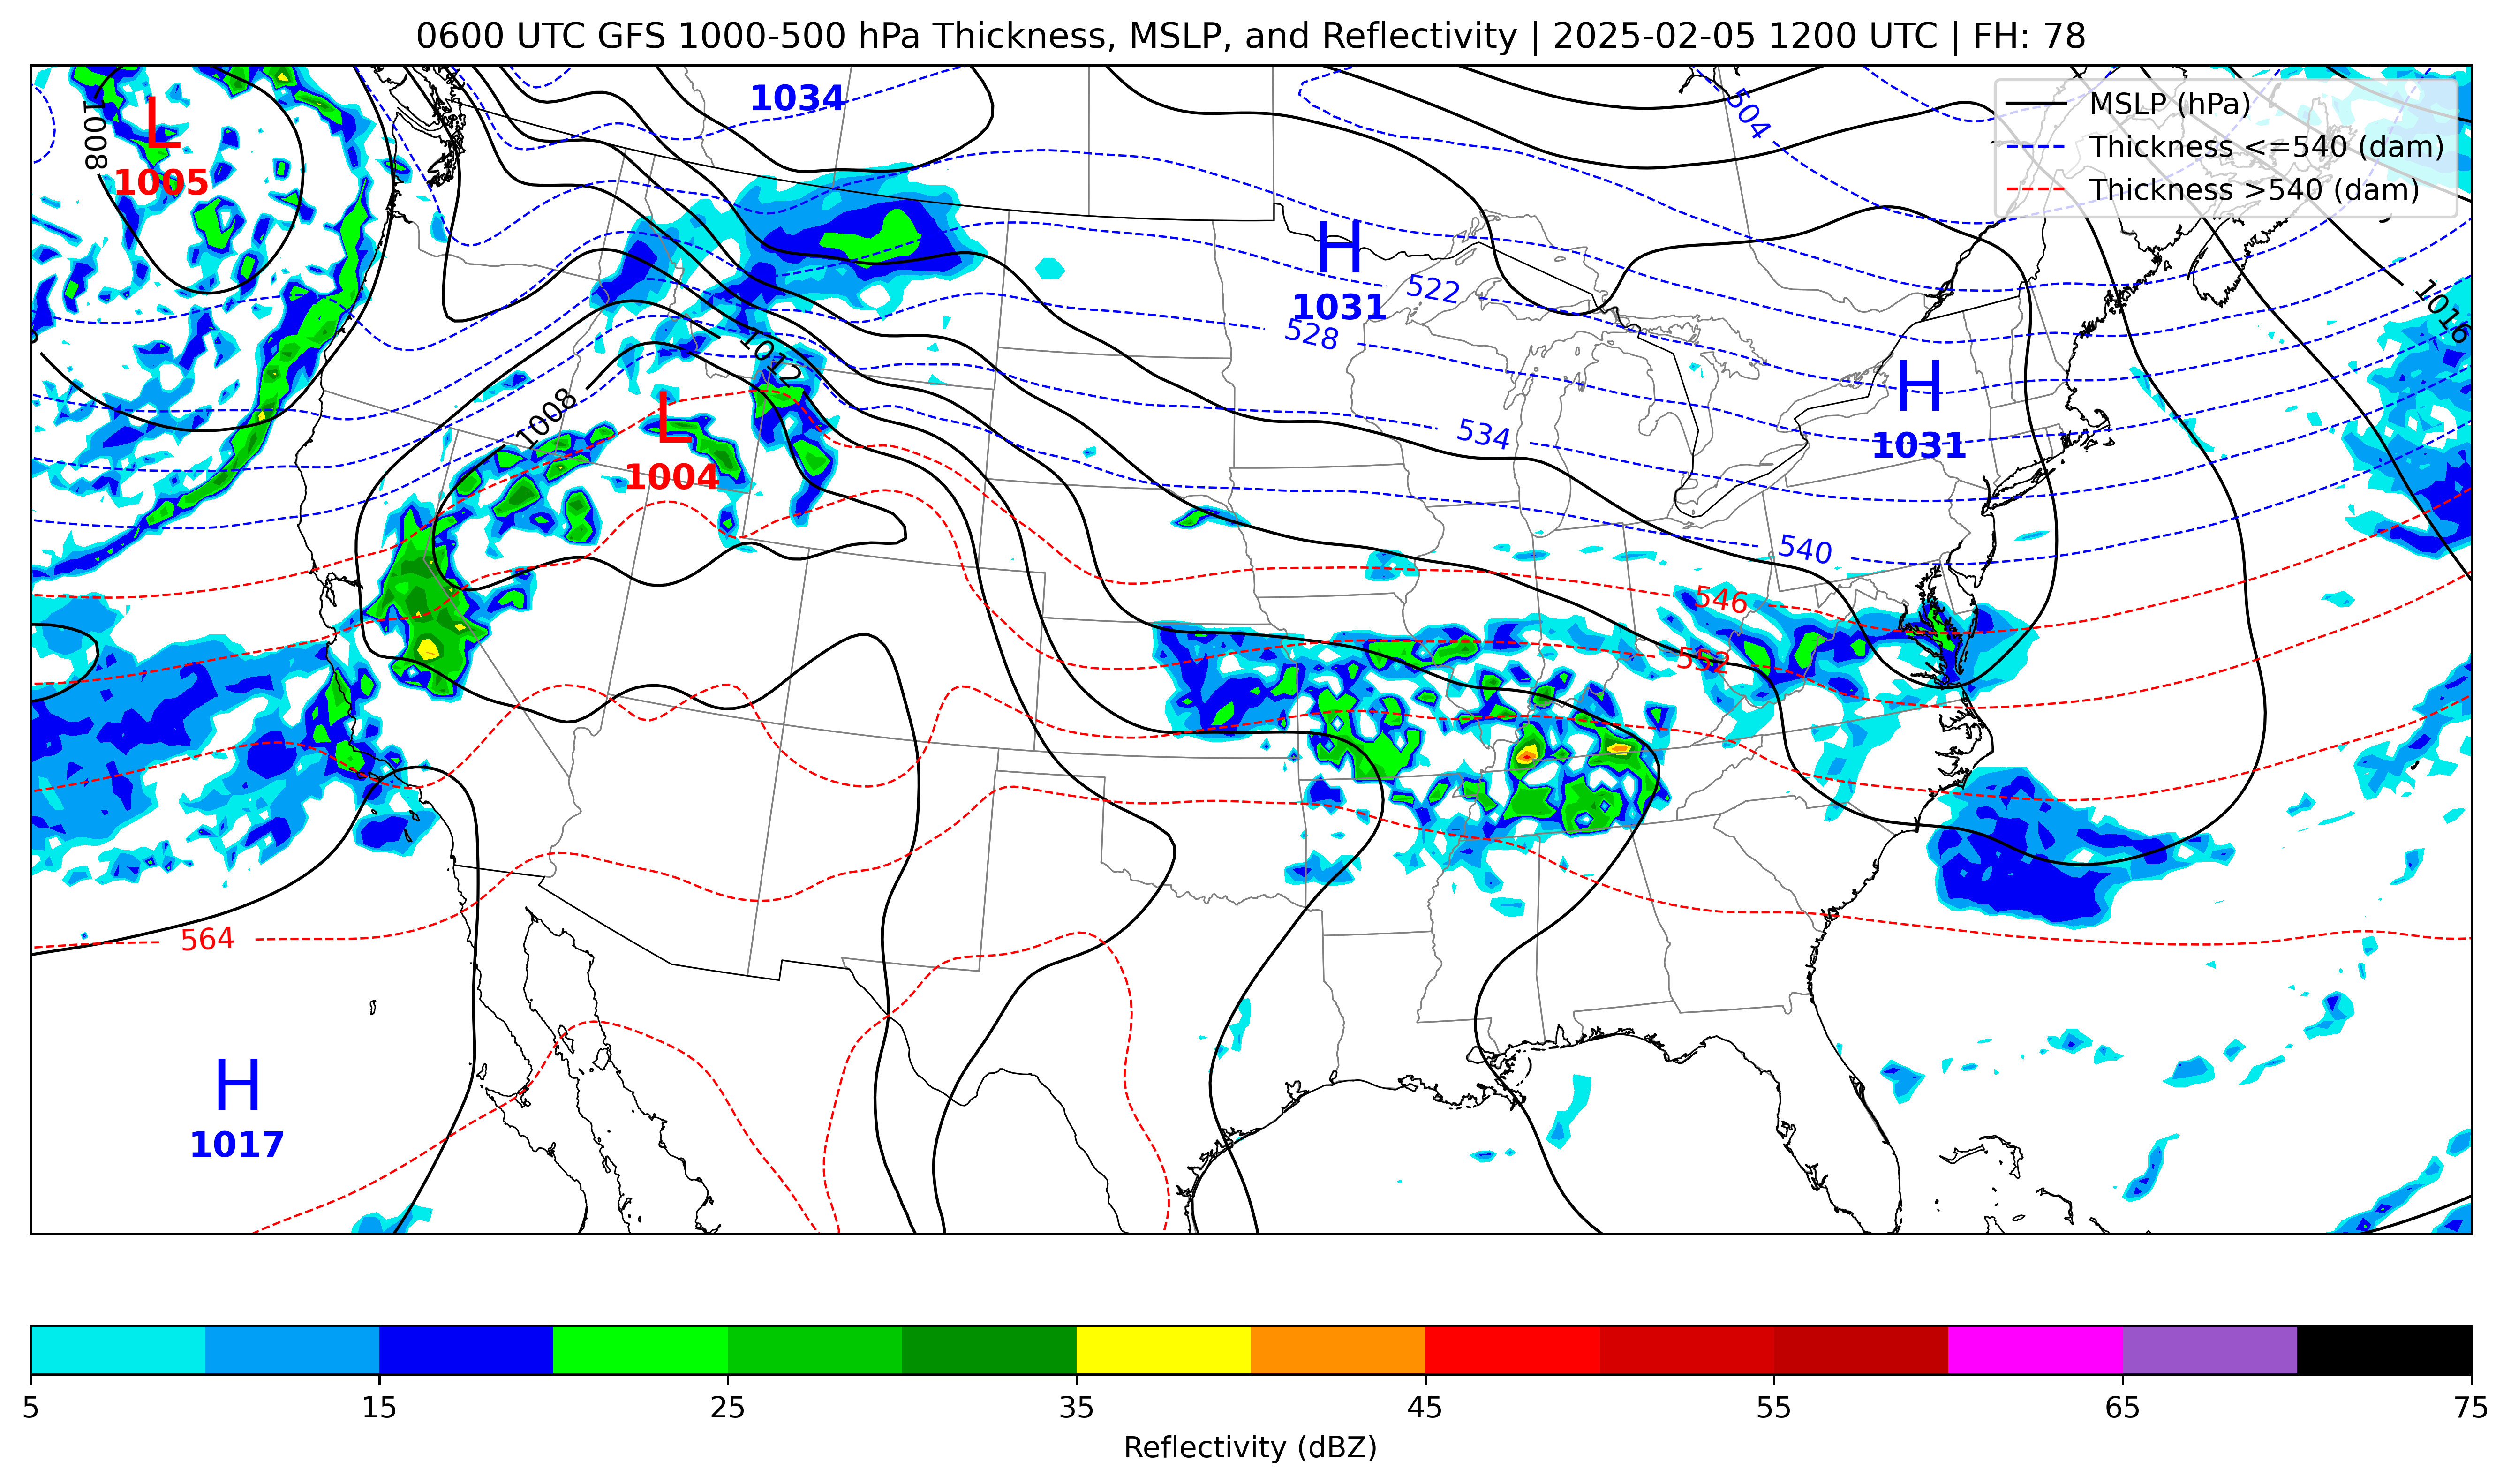 0600 UTC GFS 1000-500 hPa Thickness, MSLP, and Reflectivity | 2025-02-05 1200 UTC | FH: 78
MSLP (hPa)
Thickness <=540 (dam)
Thickness >540 (dam)
1034
504
1008
L
1005
H
1031
522
528
1016
1012
H
1031
1008
L
1004
534
540
546
552
564
H
1017
5
15
25
35
45
55
65
75
Reflectivity (dBZ)